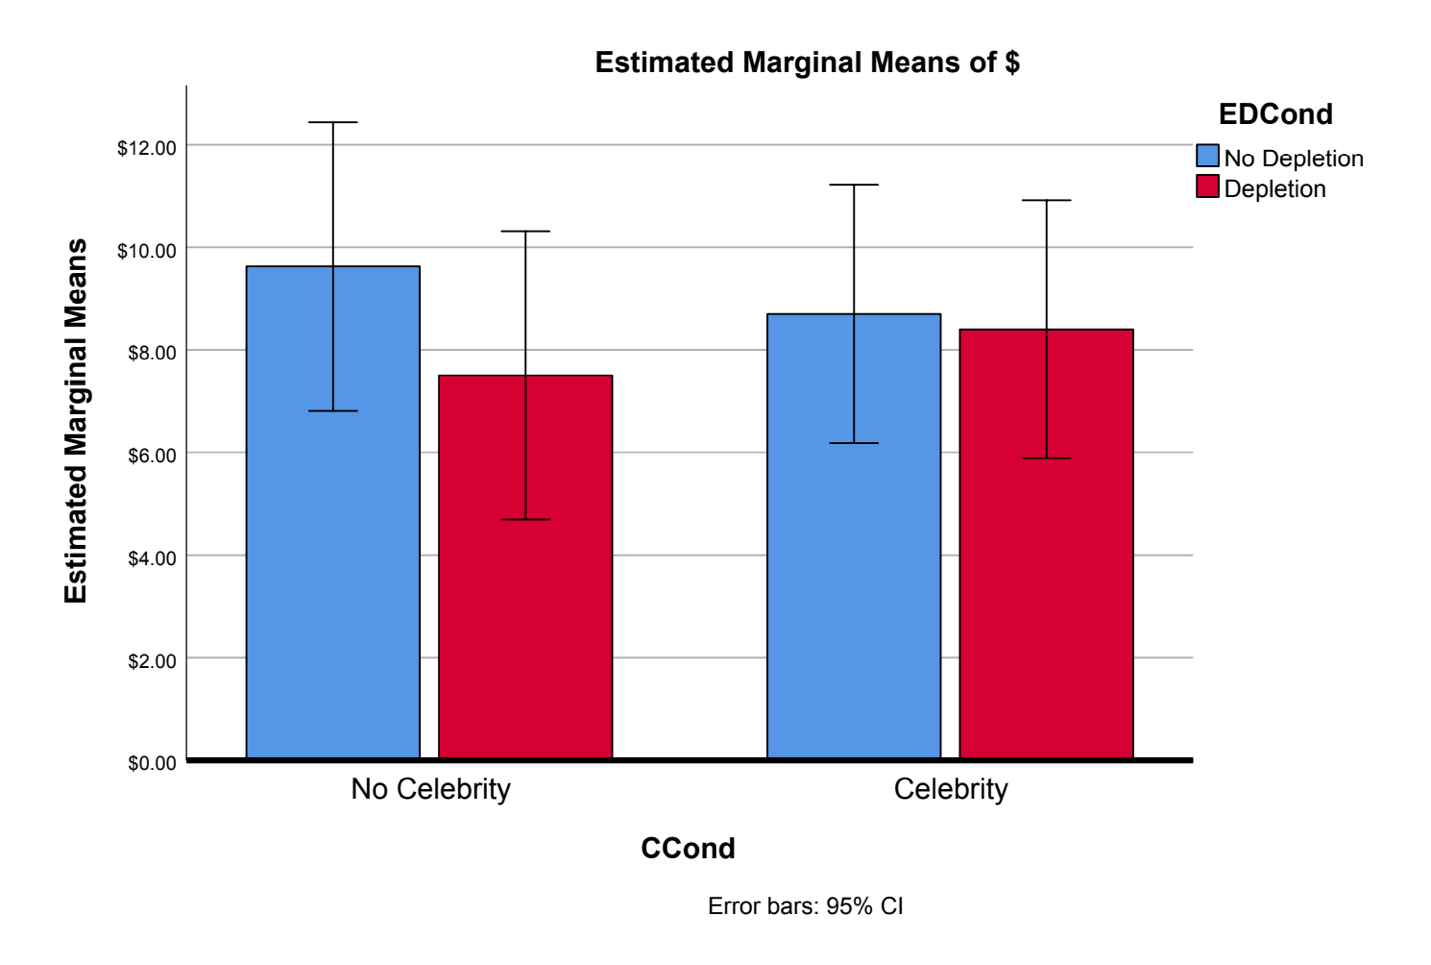 Estimated Marginal Means of $
EDCond
No Depletion
Depletion
Estimated Marginal Means
$12.00
$10.00
$8.00
$6.00
$4.00
$2.00
$0.00
No Celebrity
Celebrity
CCond
Error bars: 95% CI